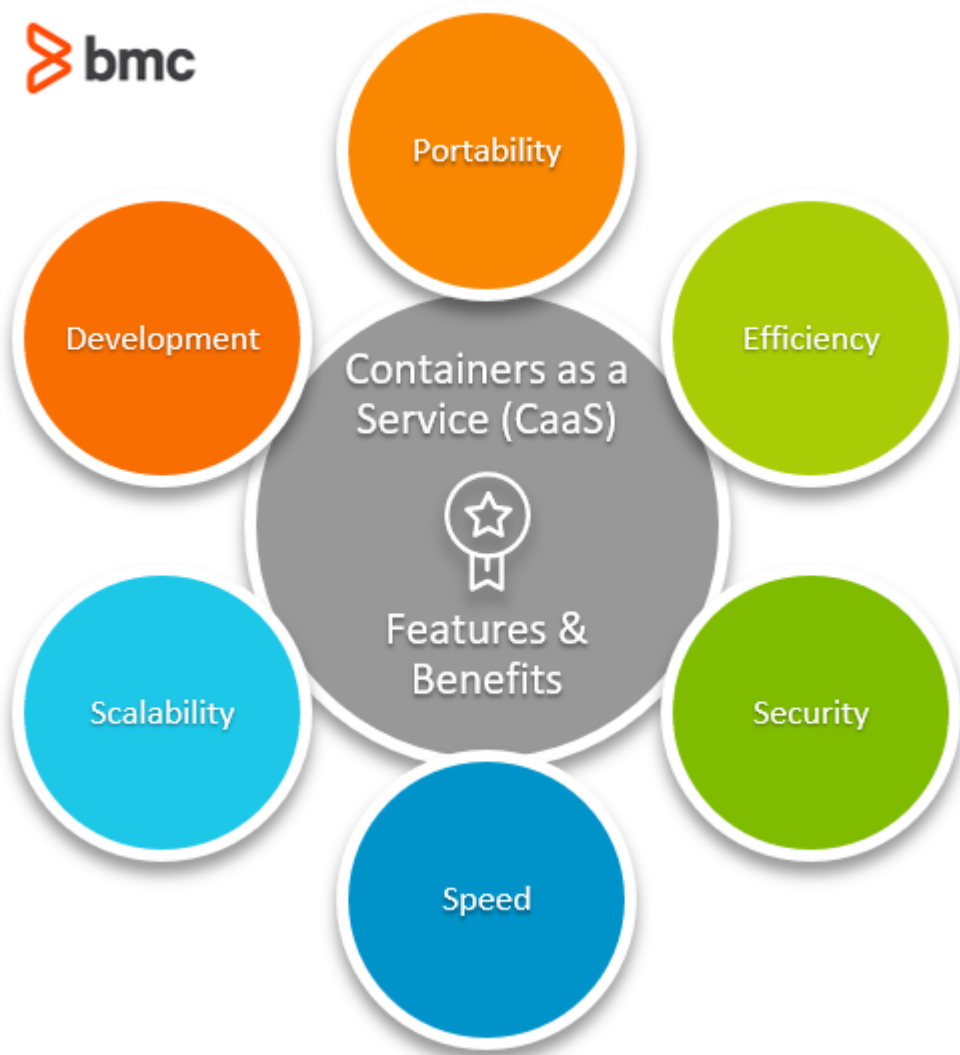 bmc
Portability
Development
Efficiency
Containers as a
Service (CaaS)
Features &
Benefits
Scalability
Security
Speed